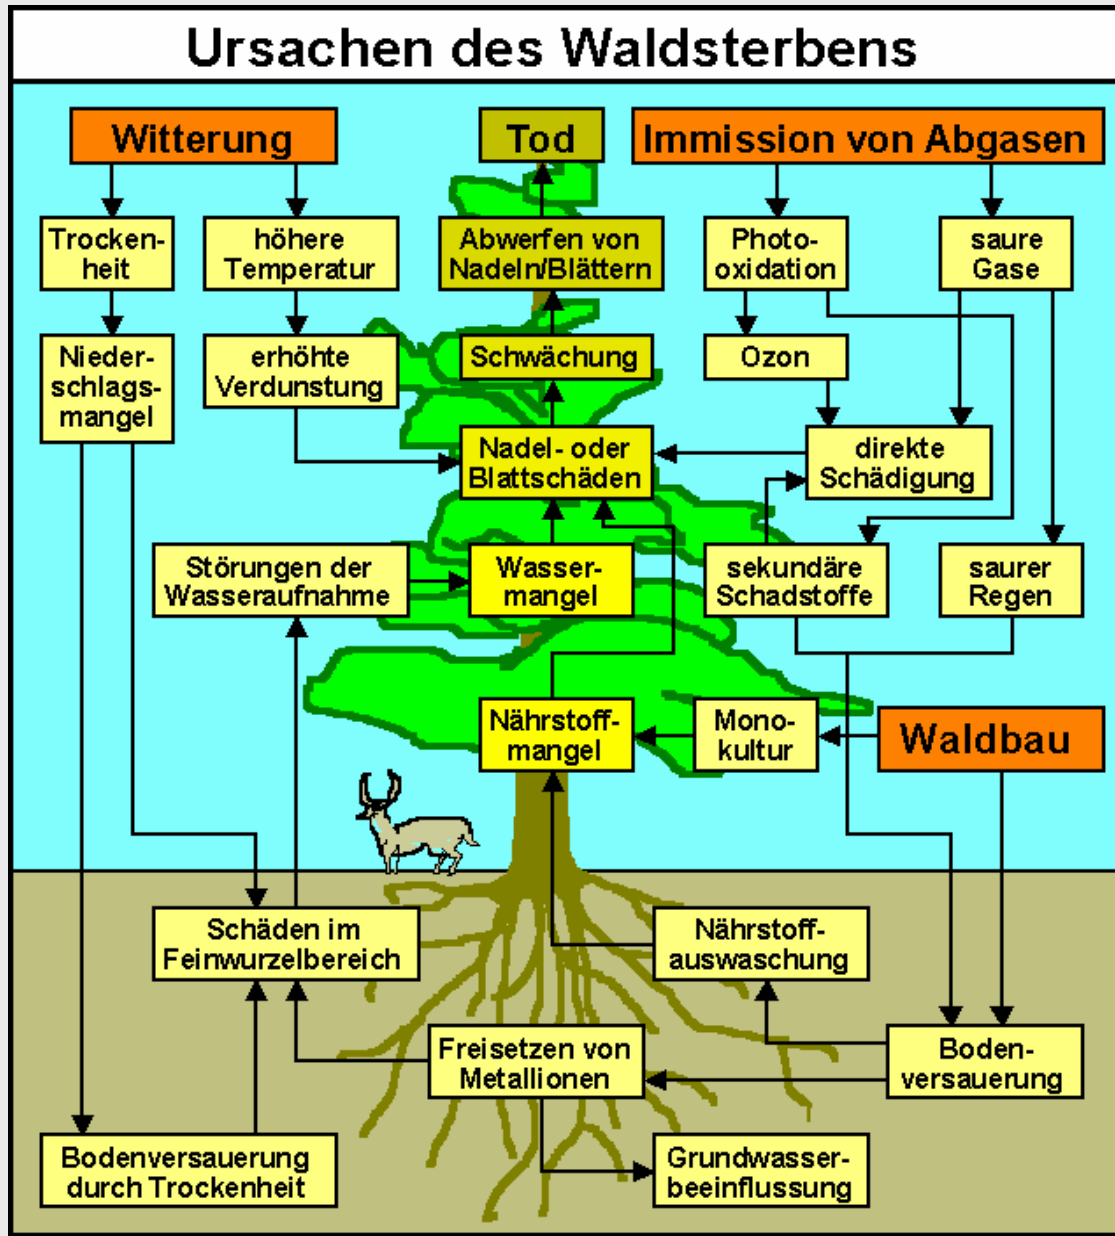 Ursachen des Waldsterbens
Witterung
Tod
Immission von Abgasen
Trocken-
heit
höhere
Temperatur
Abwerfen von
Nadeln/Blättern
Photo-
oxidation
saure
Gase
Nieder-
schlags-
mangel
erhöhte
Verdunstung
Schwächung
Ozon
Nadel- oder
Blattschäden
direkte
Schädigung
Störungen der
Wasseraufnahme
Wasser-
mangel
sekundäre
Schadstoffe
saurer
Regen
Nährstoff-
mangel
Mono-
kultur
Waldbau
Schäden im
Feinwurzelbereich
Nährstoff-
auswaschung
Freisetzen von
Metallionen
Boden-
versauerung
Bodenversauerung
durch Trockenheit
Grundwasser-
beeinflussung